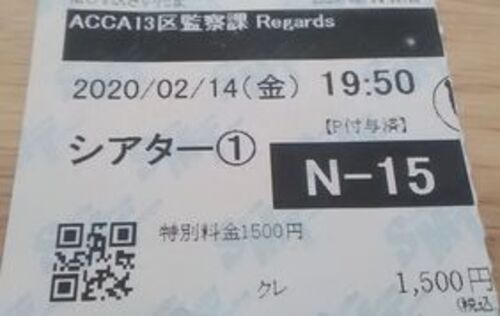 ACCA13区監察課 Regards
2020/02/14(金) 19:50
【P付与済】
シアター① N-15
特別料金1500円
クレ 1,500円
(税込